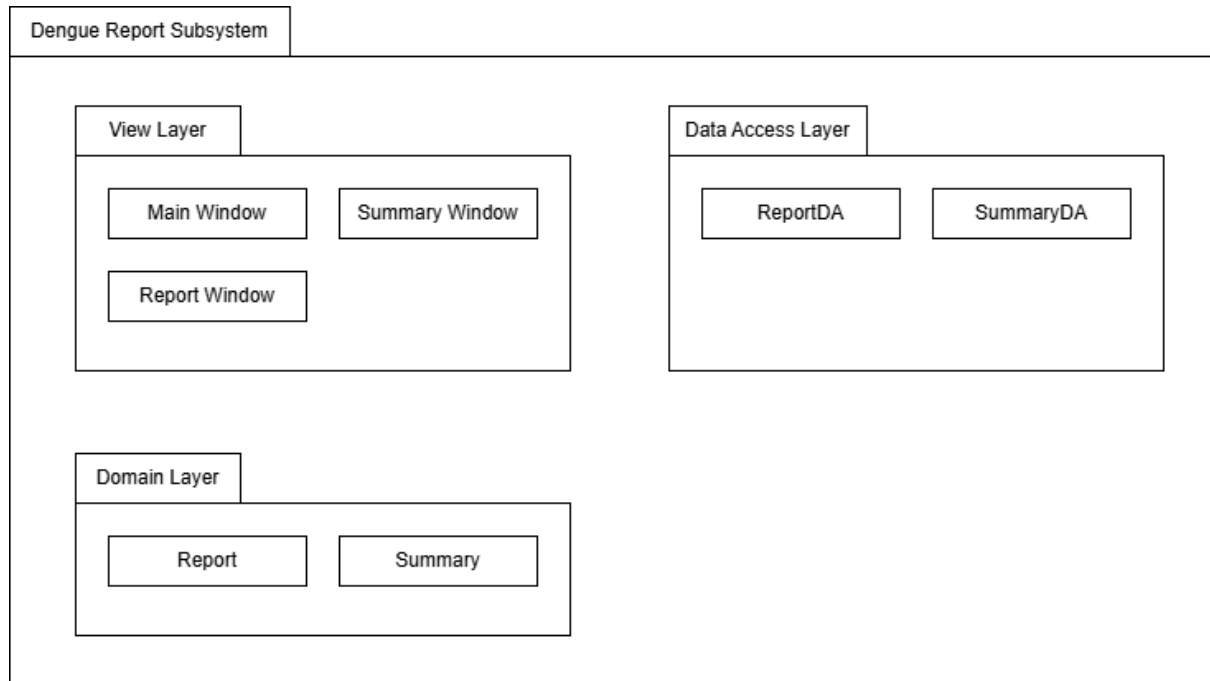 Dengue Report Subsystem
View Layer
Main Window
Summary Window
Report Window
Data Access Layer
ReportDA
SummaryDA
Domain Layer
Report
Summary